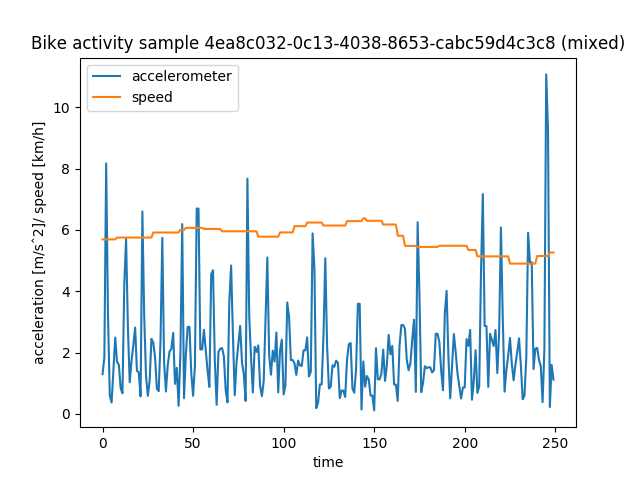 Bike activity sample 4ea8c032-0c13-4038-8653-cabc59d4c3c8 (mixed)
accelerometer
speed
acceleration [m/s^2]/ speed [km/h]
10
8
6
4
2
0
0 50 100 150 200 250
time